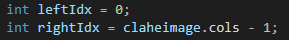 int leftIdx = 0;
int rightIdx = claheimage.cols - 1;